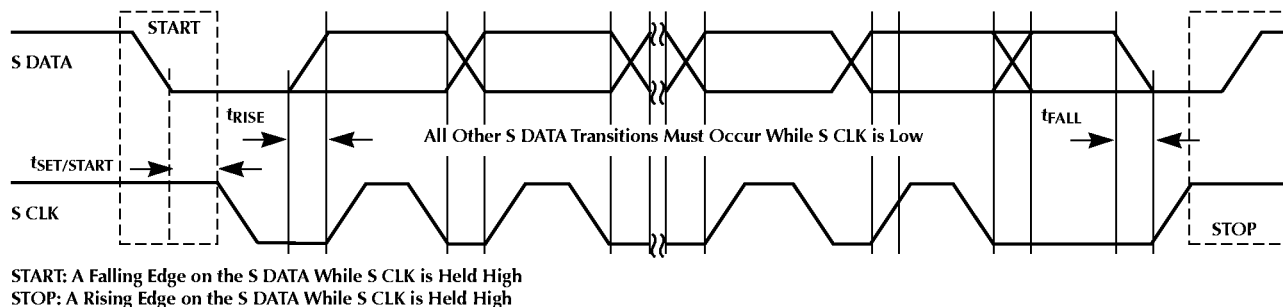 START
S DATA
tRISE
All Other S DATA Transitions Must Occur While S CLK is Low
tFALL
tSET/START
S CLK
STOP
START: A Falling Edge on the S DATA While S CLK is Held High
STOP: A Rising Edge on the S DATA While S CLK is Held High